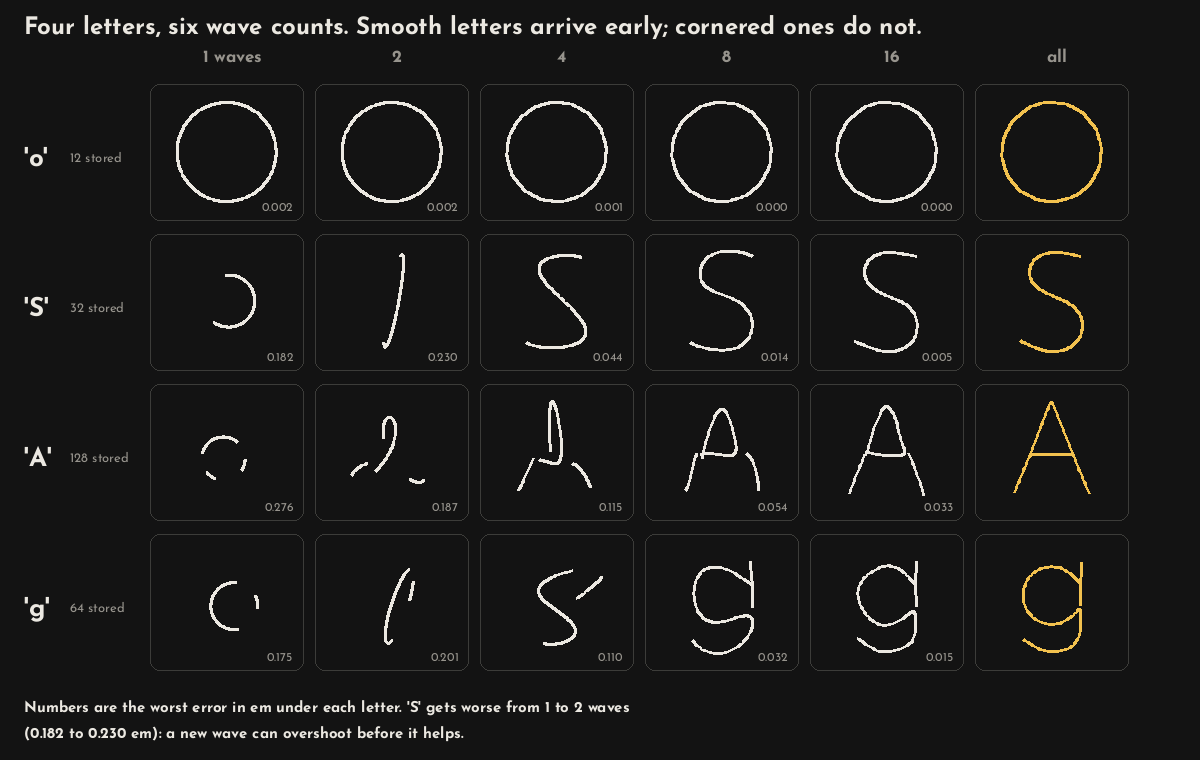 Four letters, six wave counts. Smooth letters arrive early; cornered ones do not.
1 waves 2 4 8 16 all
'o' 12 stored 0.002 0.002 0.001 0.000 0.000
'S' 32 stored 0.182 0.230 0.044 0.014 0.005
'A' 128 stored 0.276 0.187 0.115 0.054 0.033
'g' 64 stored 0.175 0.201 0.110 0.032 0.015
Numbers are the worst error in em under each letter. 'S' gets worse from 1 to 2 waves
(0.182 to 0.230 em): a new wave can overshoot before it helps.